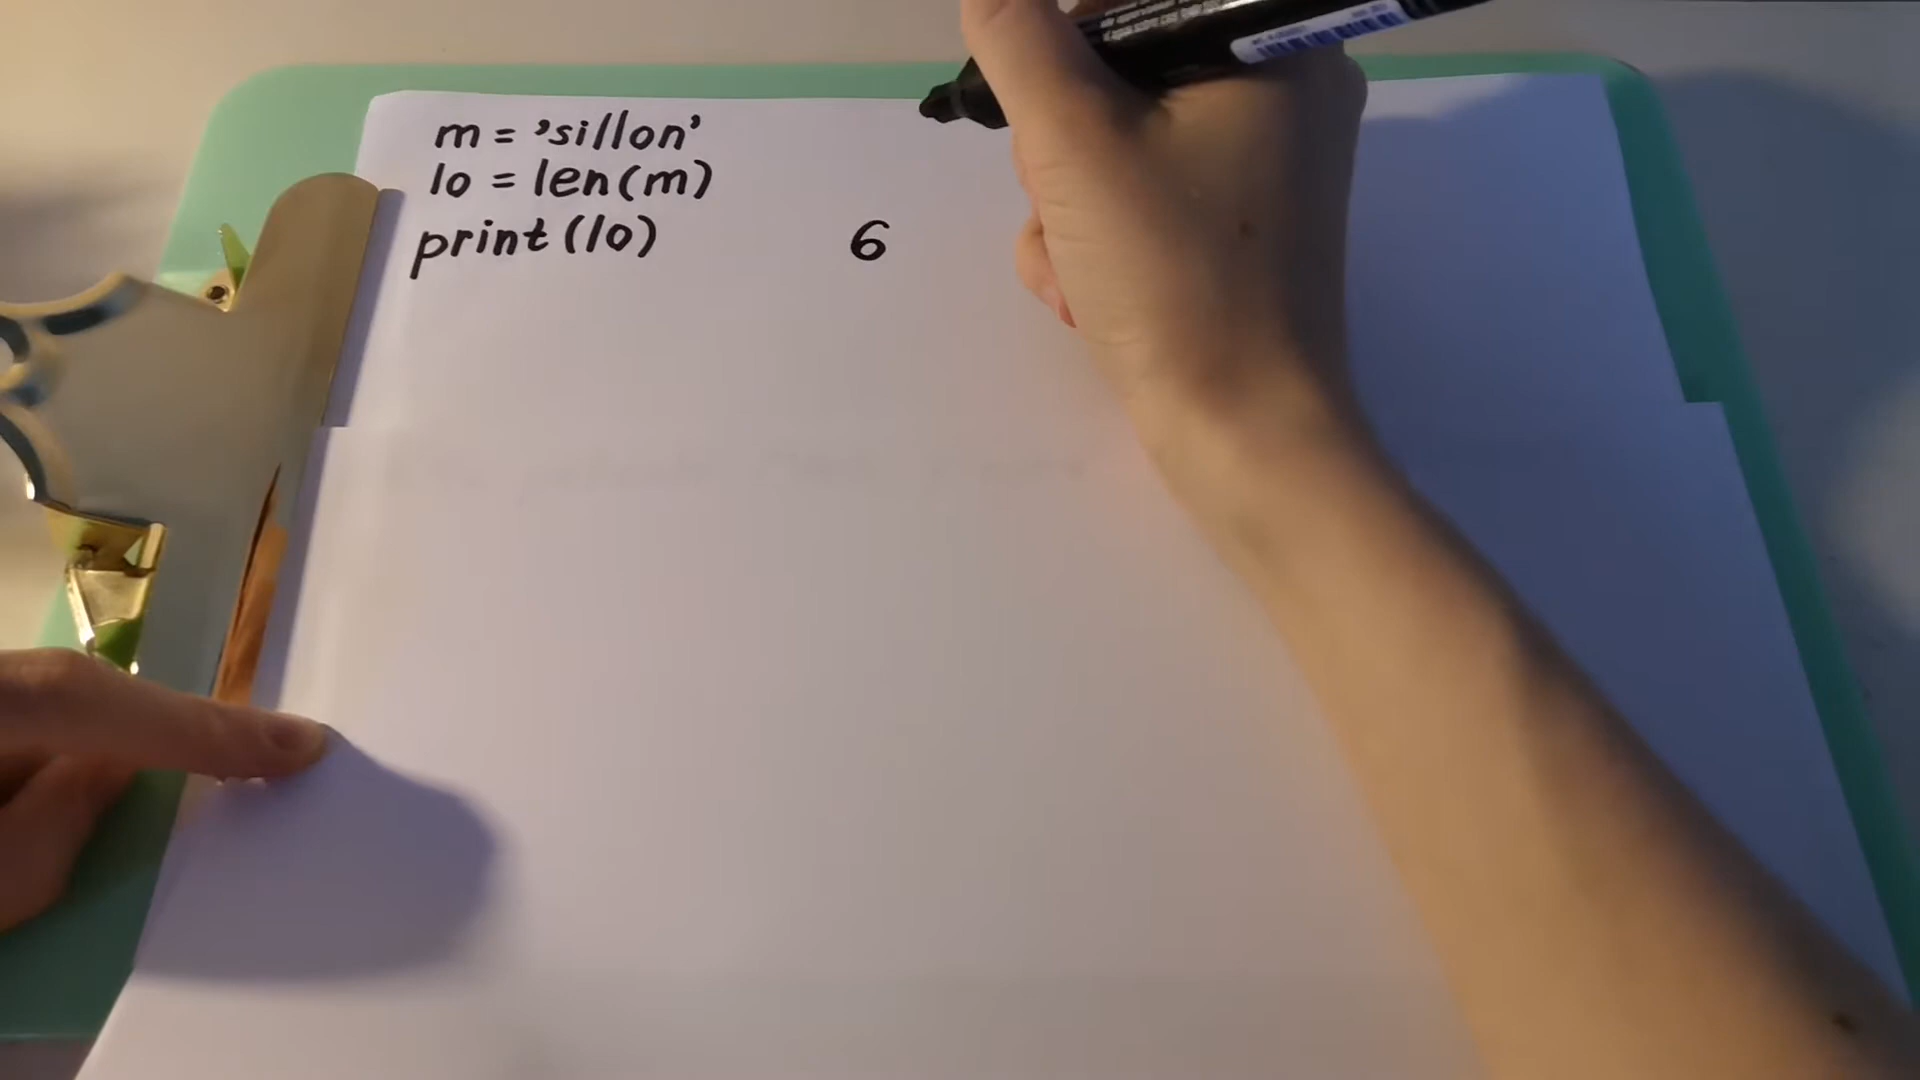 m = 'sillon'
lo = len(m)
print(lo) 6